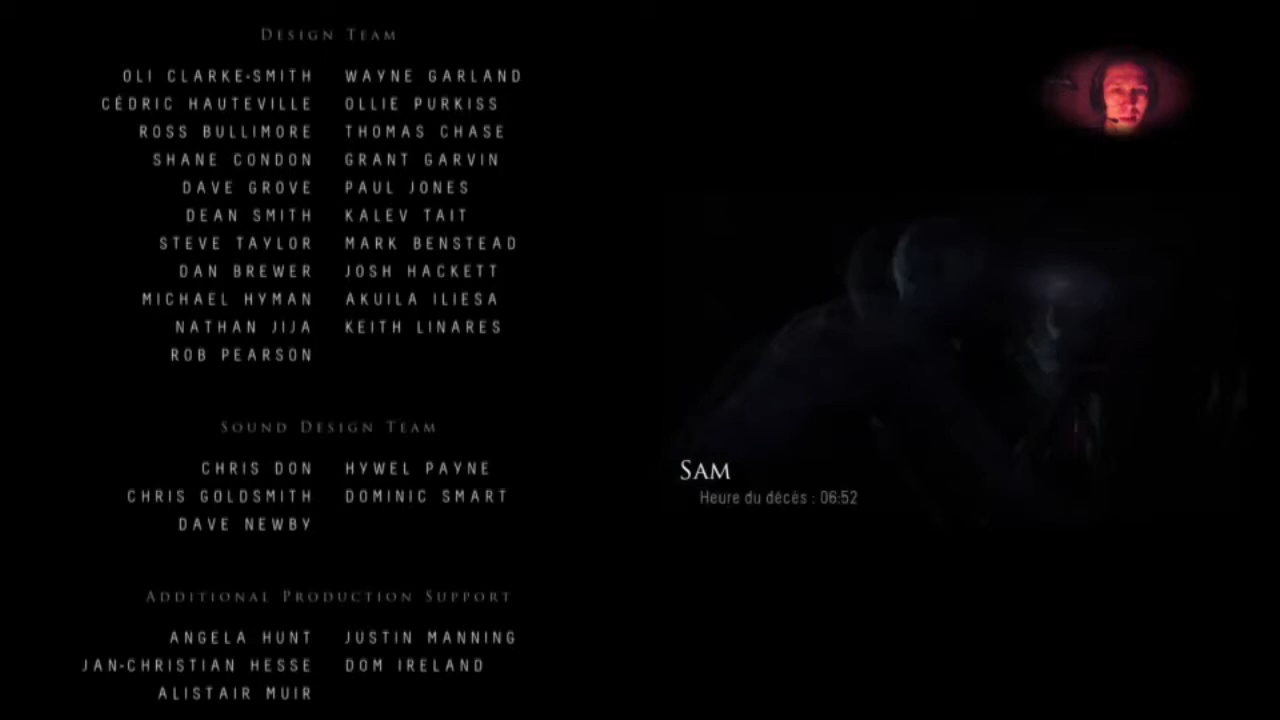 DESIGN TEAM
OLI CLARKE-SMITH WAYNE GARLAND
CÉDRIC HAUTEVILLE OLLIE PURKISS
ROSS BULLIMORE THOMAS CHASE
SHANE CONDON GRANT GARVIN
DAVE GROVE PAUL JONES
DEAN SMITH KALEV TAIT
STEVE TAYLOR MARK BENSTEAD
DAN BREWER JOSH HACKETT
MICHAEL HYMAN AKUILA ILIESA
NATHAN JIJA KEITH LINARES
ROB PEARSON
SOUND DESIGN TEAM
CHRIS DON HYWEL PAYNE
CHRIS GOLDSMITH DOMINIC SMART
DAVE NEWBY
ADDITIONAL PRODUCTION SUPPORT
ANGELA HUNT JUSTIN MANNING
JAN-CHRISTIAN HESSE DOM IRELAND
ALISTAIR MUIR
SAM
Heure du décès : 06:52